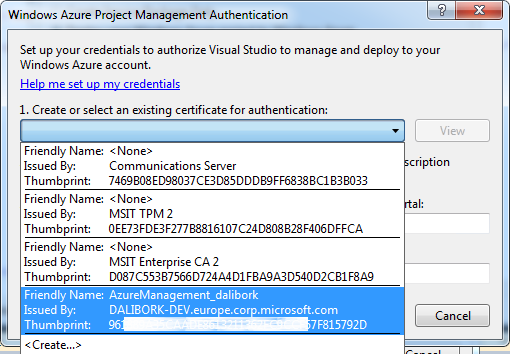 Windows Azure Project Management Authentication
Set up your credentials to authorize Visual Studio to manage and deploy to your
Windows Azure account.
Help me set up my credentials
1. Create or select an existing certificate for authentication:
View
Friendly Name: <None>
Issued By: Communications Server
Thumbprint: 7469B08ED98037CE3D85DDDB9FF6838BC1B3B033
scription
Friendly Name: <None>
Issued By: MSIT TPM 2
Thumbprint: 0EE73FDE3F277B8816107C24D808B28F406DFFCA
rtal:
Friendly Name: <None>
Issued By: MSIT Enterprise CA 2
Thumbprint: D087C553B7566D724A4D1FBA9A3D540D2CB1F8A9
Friendly Name: AzureManagement_dalibork
Issued By: DALIBORK-DEV.europe.corp.microsoft.com
Thumbprint: 961 67F815792D
Cancel
<Create...>